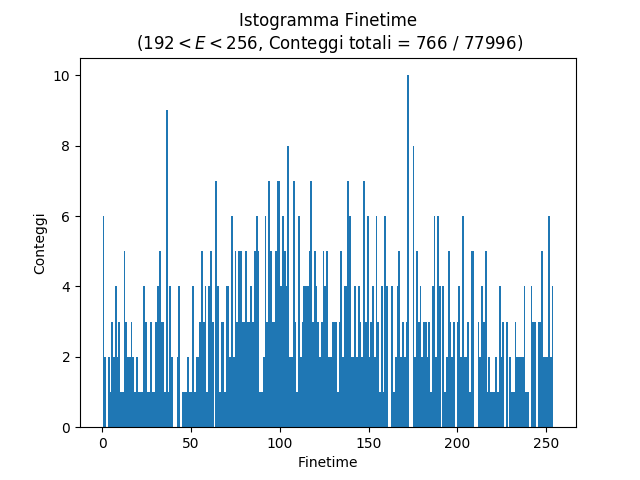 Istogramma Finetime
(192 < E < 256, Conteggi totali = 766 / 77996)
10
8
6
4
2
0
Conteggi
0 50 100 150 200 250
Finetime